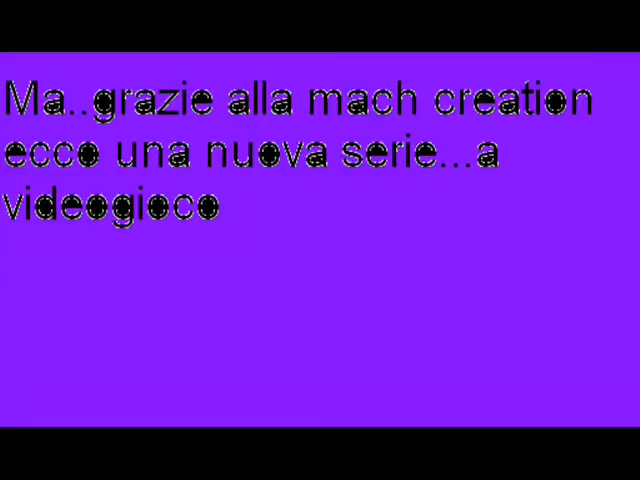 Ma..grazie alla mach creation
ecco una nuova serie...a
videogioco